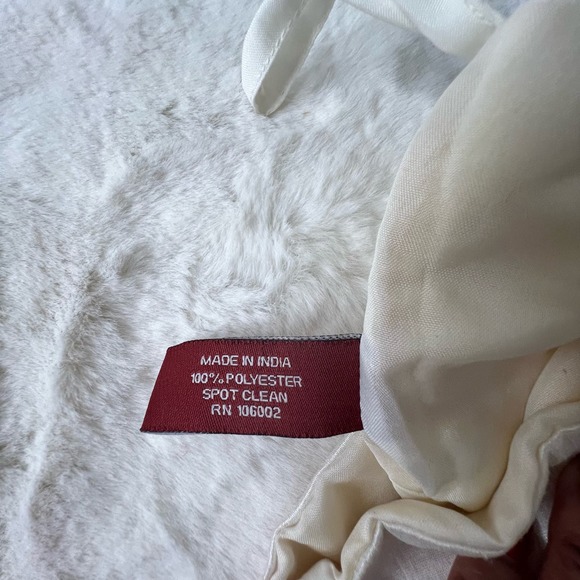 MADE IN INDIA
100% POLYESTER
SPOT CLEAN
RN 106002